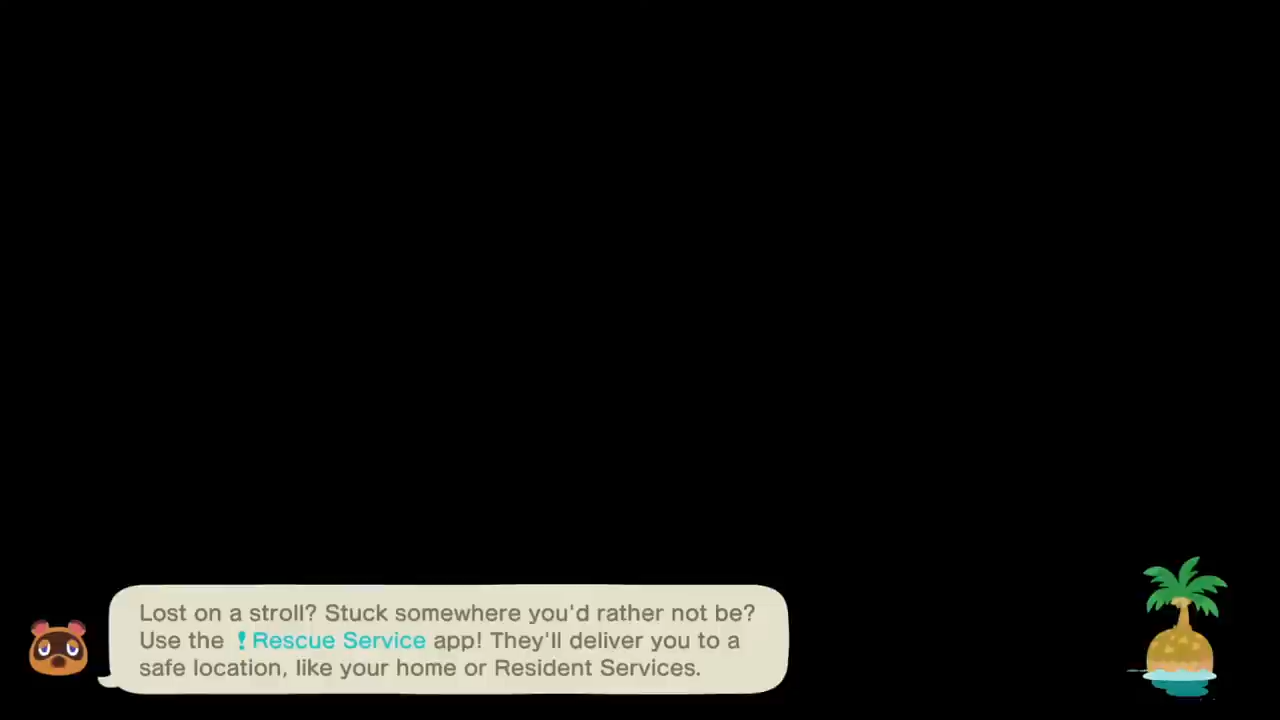 Lost on a stroll? Stuck somewhere you'd rather not be?
Use the ! Rescue Service app! They'll deliver you to a
safe location, like your home or Resident Services.